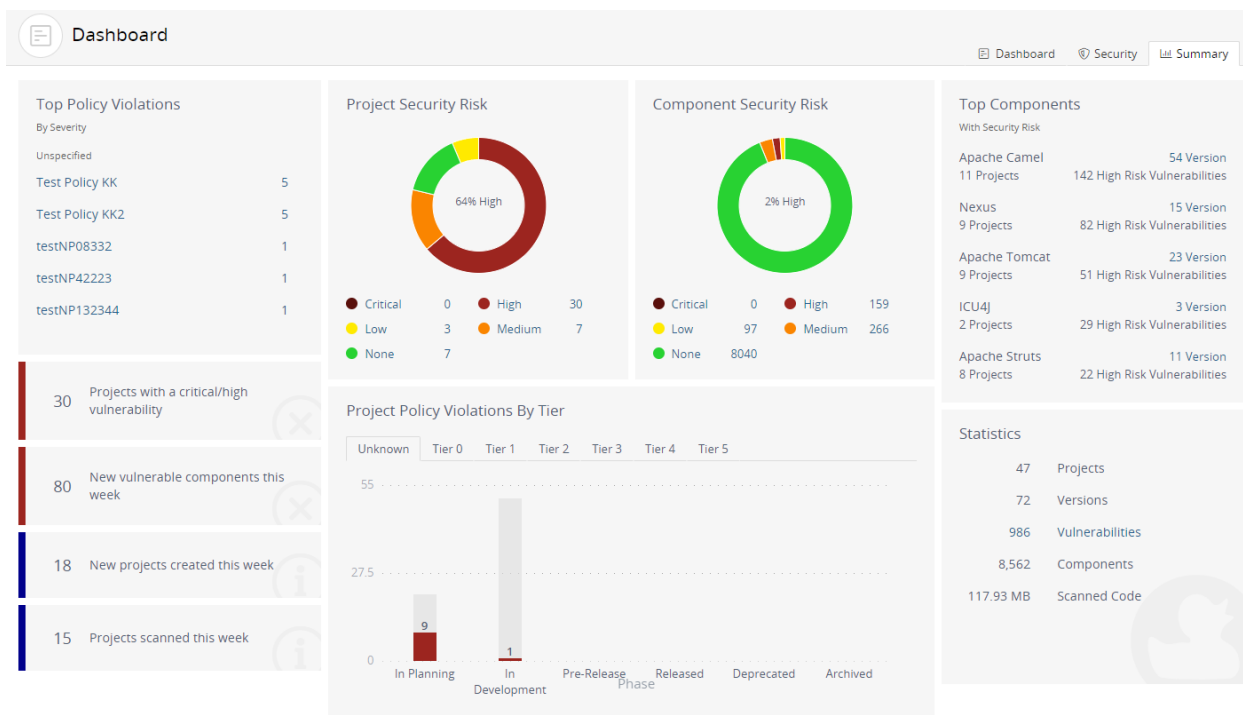 Dashboard
Dashboard Security Summary
Top Policy Violations
By Severity
Unspecified
Test Policy KK 5
Test Policy KK2 5
testNP08332 1
testNP42223 1
testNP132344 1
30 Projects with a critical/high
vulnerability
80 New vulnerable components this
week
18 New projects created this week
15 Projects scanned this week
Project Security Risk
64% High
Critical 0 High 30
Low 3 Medium 7
None 7
Component Security Risk
2% High
Critical 0 High 159
Low 97 Medium 266
None 8040
Project Policy Violations By Tier
Unknown Tier 0 Tier 1 Tier 2 Tier 3 Tier 4 Tier 5
55
27.5
0
9
1
In Planning In Pre-Release Released Deprecated Archived
Development
Phase
Top Components
With Security Risk
Apache Camel 54 Version
11 Projects 142 High Risk Vulnerabilities
Nexus 15 Version
9 Projects 82 High Risk Vulnerabilities
Apache Tomcat 23 Version
9 Projects 51 High Risk Vulnerabilities
ICU4J 3 Version
2 Projects 29 High Risk Vulnerabilities
Apache Struts 11 Version
8 Projects 22 High Risk Vulnerabilities
Statistics
47 Projects
72 Versions
986 Vulnerabilities
8,562 Components
117.93 MB Scanned Code